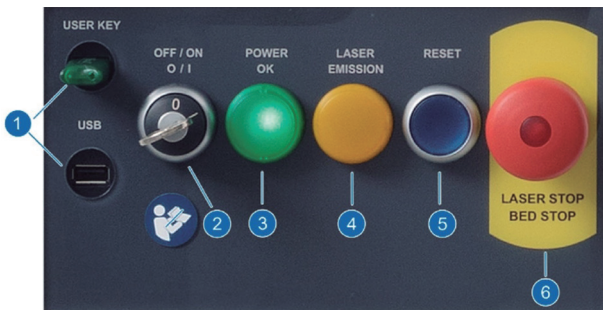 USER KEY
OFF / ON
O / I
POWER
OK
LASER
EMISSION
RESET
0
USB
1
2
3
4
5
LASER STOP
BED STOP
6